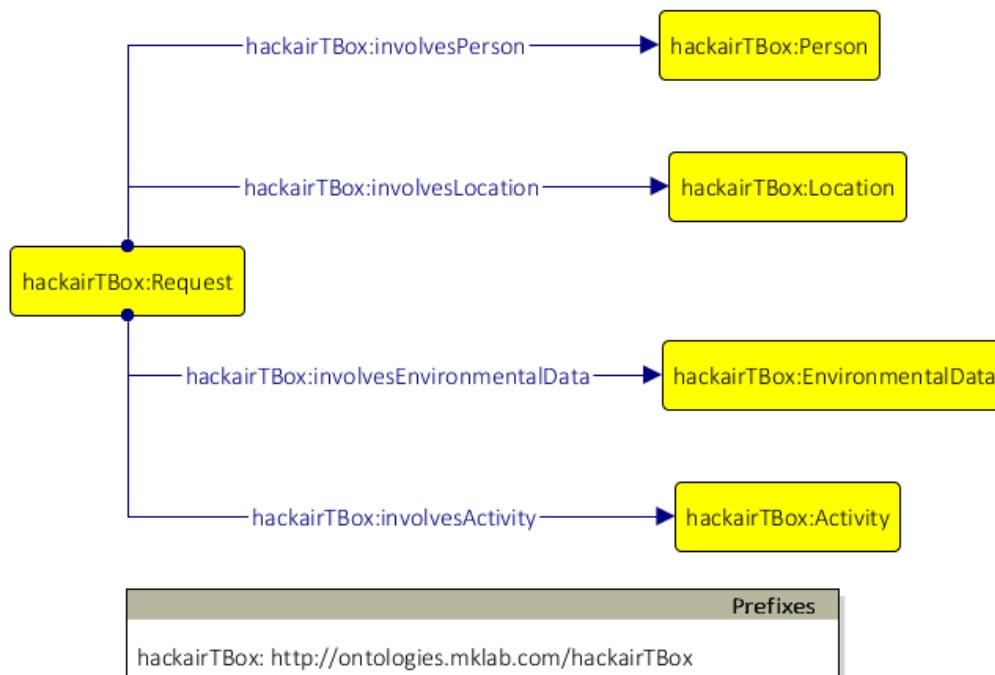 hackairTBox:involvesPerson
hackairTBox:Person
hackairTBox:involvesLocation
hackairTBox:Location
hackairTBox:Request
hackairTBox:involvesEnvironmentalData
hackairTBox:EnvironmentalData
hackairTBox:involvesActivity
hackairTBox:Activity
Prefixes
hackairTBox: http://ontologies.mklab.com/hackairTBox